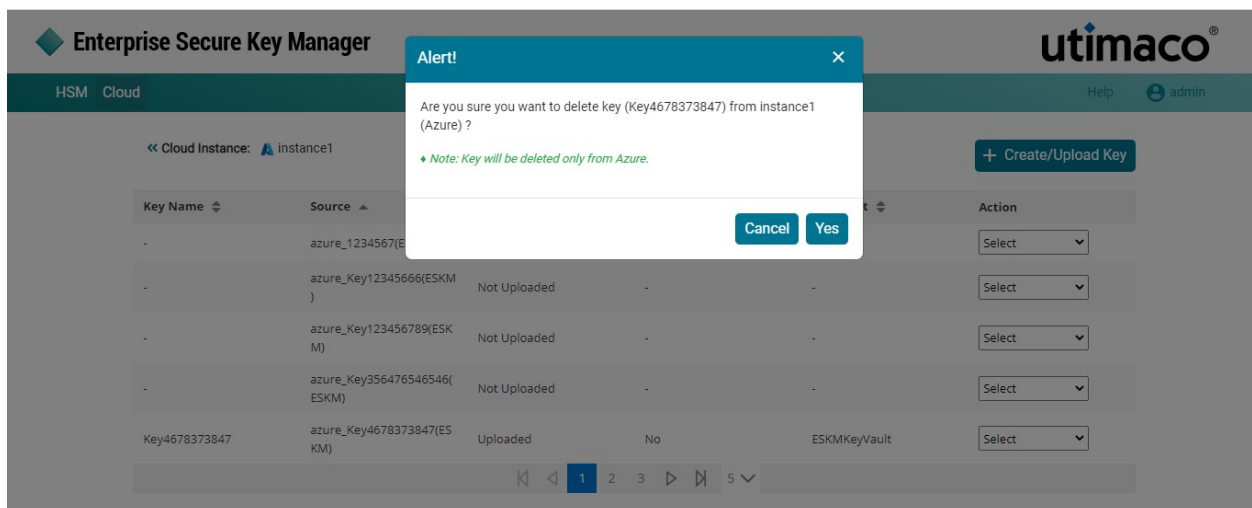 Enterprise Secure Key Manager
utimaco®
Alert!
×
HSM Cloud
Help admin
Are you sure you want to delete key (Key4678373847) from instance1
(Azure) ?
♦ Note: Key will be deleted only from Azure.
Cancel Yes
« Cloud Instance: instance1
+ Create/Upload Key
Key Name Source t Action
- azure_1234567(E Select
- azure_Key12345666(ESKM
) Not Uploaded - - Select
- azure_Key123456789(ESK
M) Not Uploaded - - Select
- azure_Key356476546546(
ESKM) Not Uploaded - - Select
Key4678373847 azure_Key4678373847(ES
KM) Uploaded No ESKMKeyVault Select
1 2 3 5